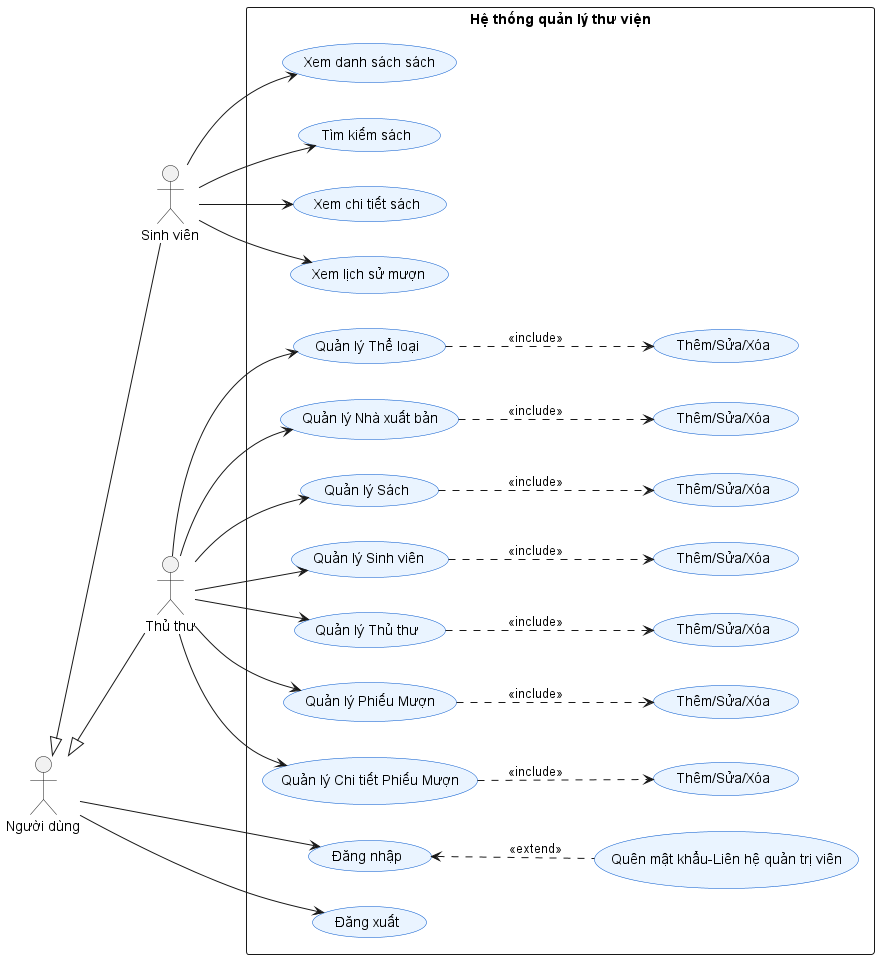 Hệ thống quản lý thư viện
Xem danh sách sách
Tìm kiếm sách
Xem chi tiết sách
Sinh viên
Xem lịch sử mượn
Quản lý Thể loại
«include»
Thêm/Sửa/Xóa
Quản lý Nhà xuất bản
«include»
Thêm/Sửa/Xóa
Quản lý Sách
«include»
Thêm/Sửa/Xóa
Quản lý Sinh viên
«include»
Thêm/Sửa/Xóa
Thủ thư
Quản lý Thủ thư
«include»
Thêm/Sửa/Xóa
Quản lý Phiếu Mượn
«include»
Thêm/Sửa/Xóa
Quản lý Chi tiết Phiếu Mượn
«include»
Thêm/Sửa/Xóa
Người dùng
Đăng nhập
«extend»
Quên mật khẩu-Liên hệ quản trị viên
Đăng xuất